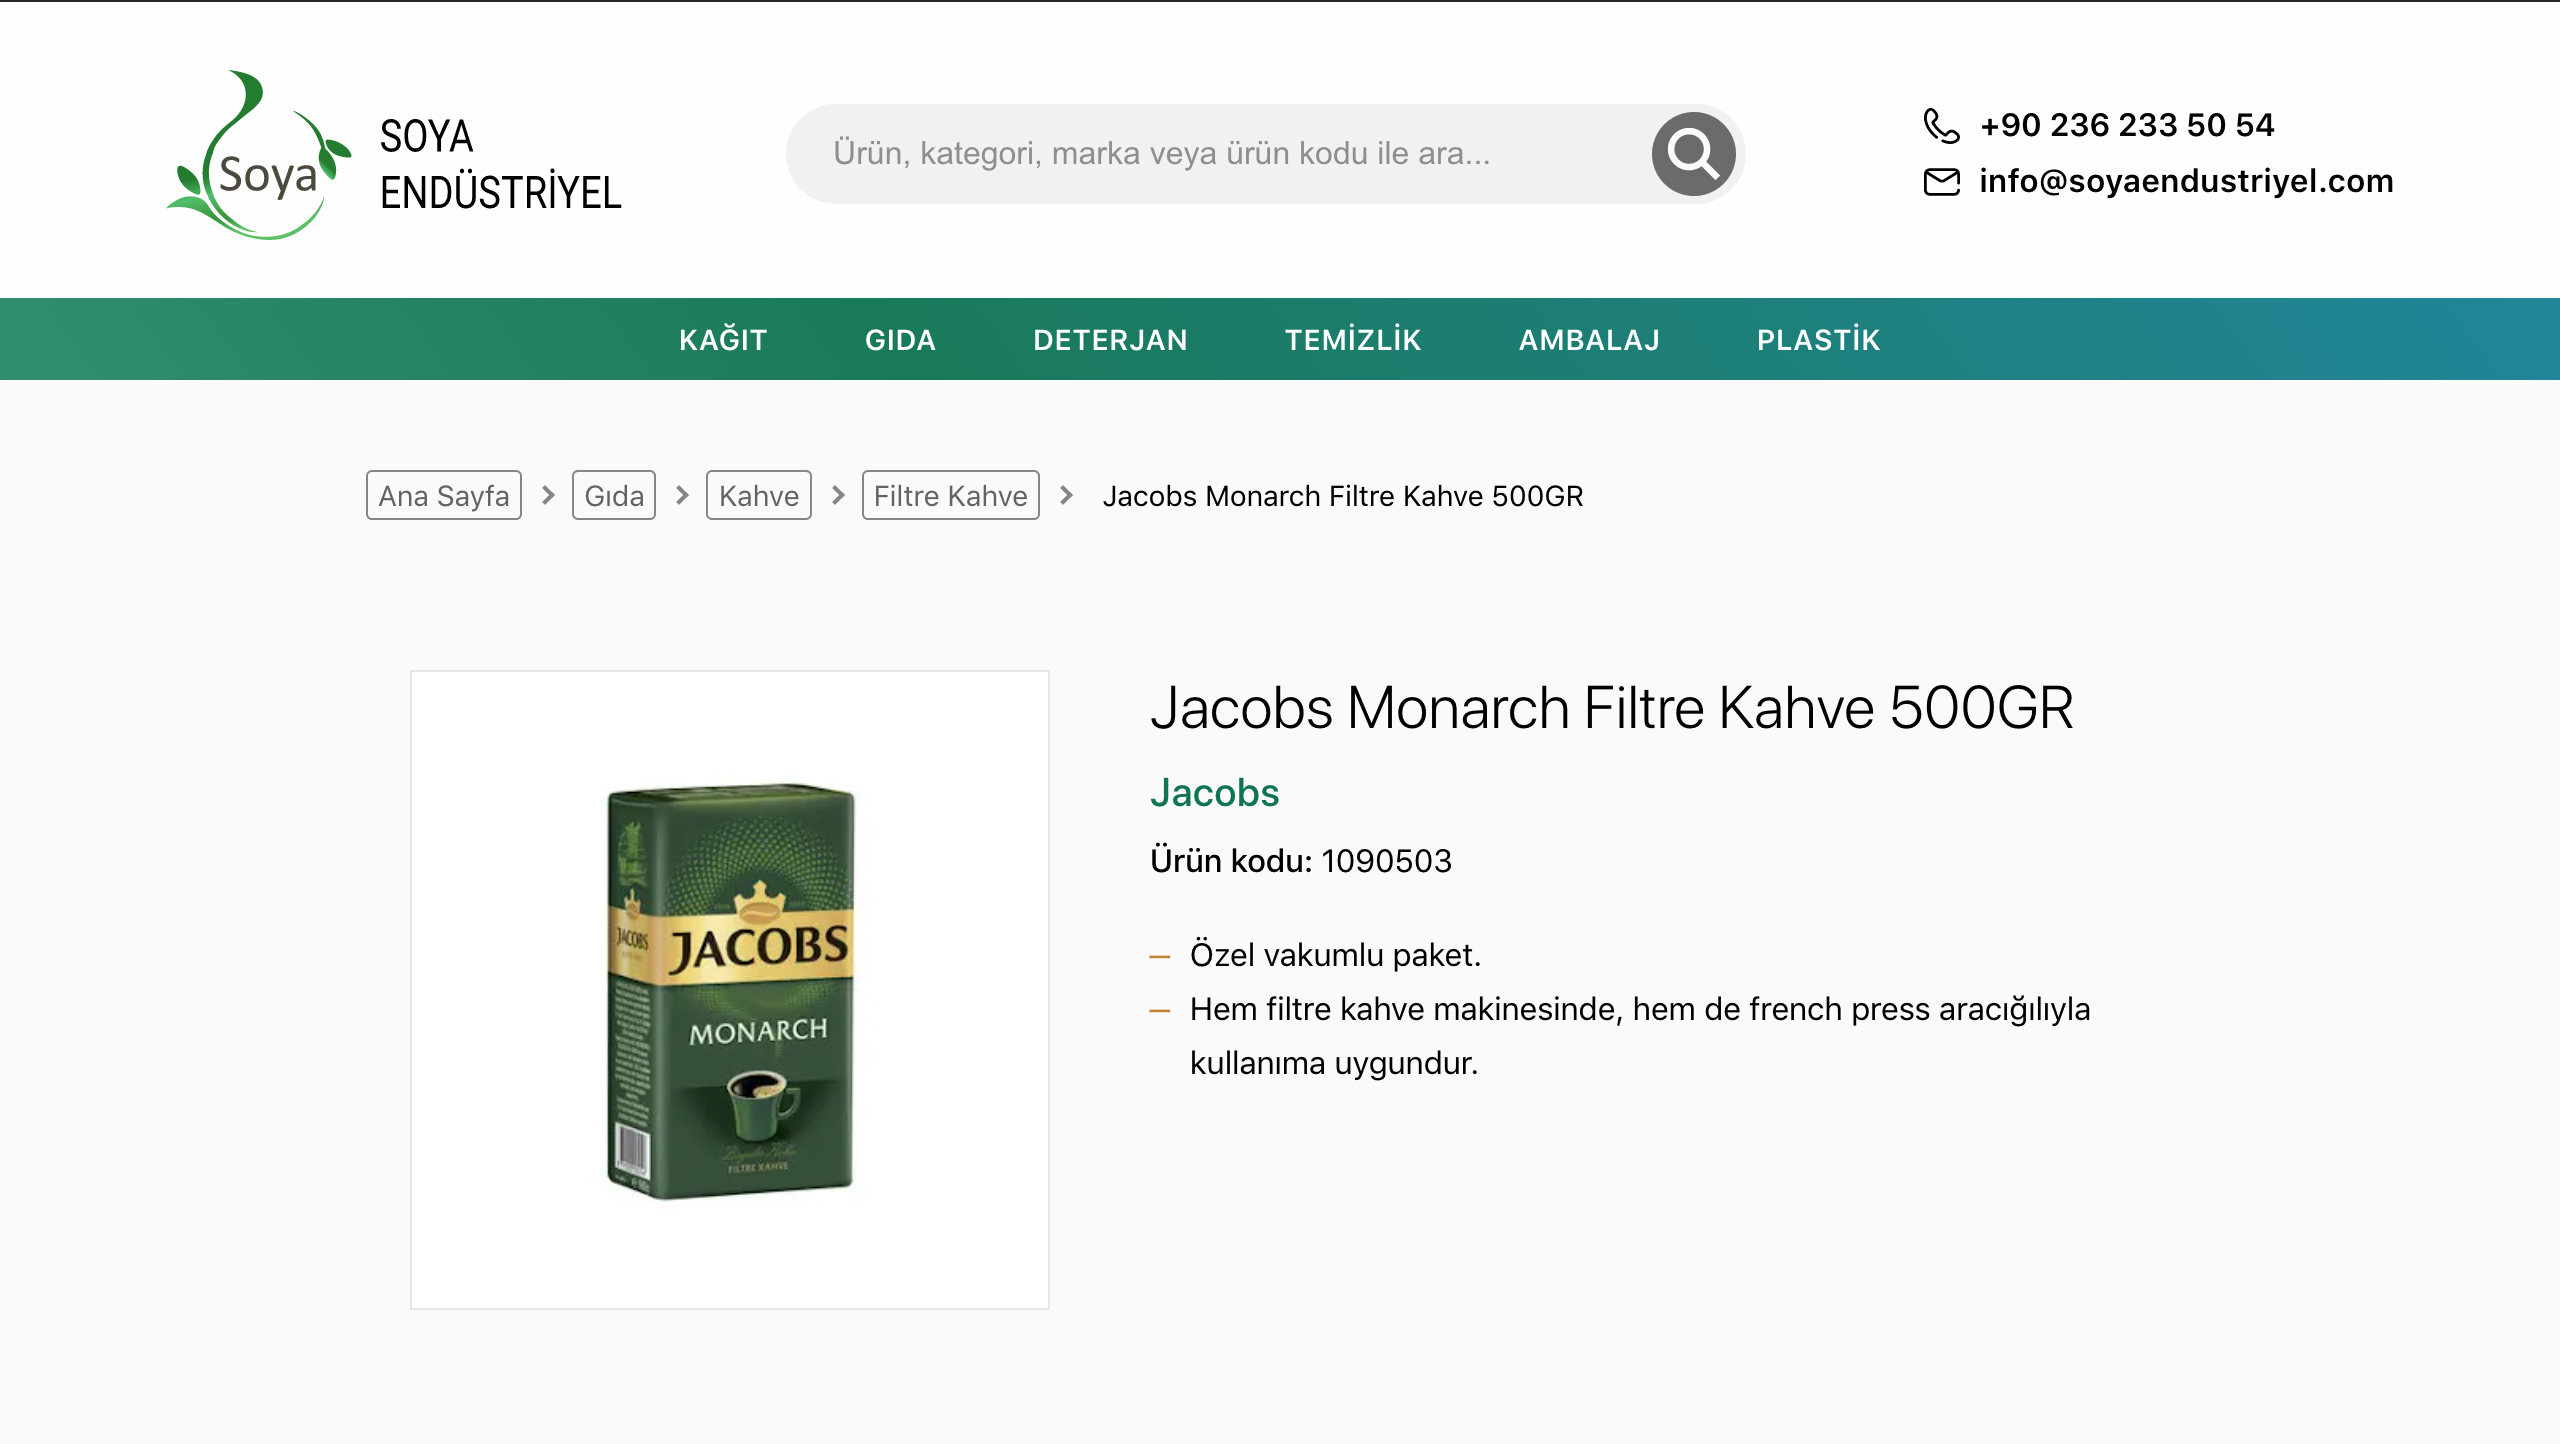 Soya
SOYA
ENDÜSTRİYEL
Ürün, kategori, marka veya ürün kodu ile ara...
+90 236 233 50 54
info@soyaendustriyel.com
KAĞIT GIDA DETERJAN TEMİZLİK AMBALAJ PLASTİK
Ana Sayfa > Gıda > Kahve > Filtre Kahve > Jacobs Monarch Filtre Kahve 500GR
JACOBS
JACOBS
MONARCH
FILTRE KAHVE
Jacobs Monarch Filtre Kahve 500GR
Jacobs
Ürün kodu: 1090503
— Özel vakumlu paket.
— Hem filtre kahve makinesinde, hem de french press aracığılıyla
kullanıma uygundur.